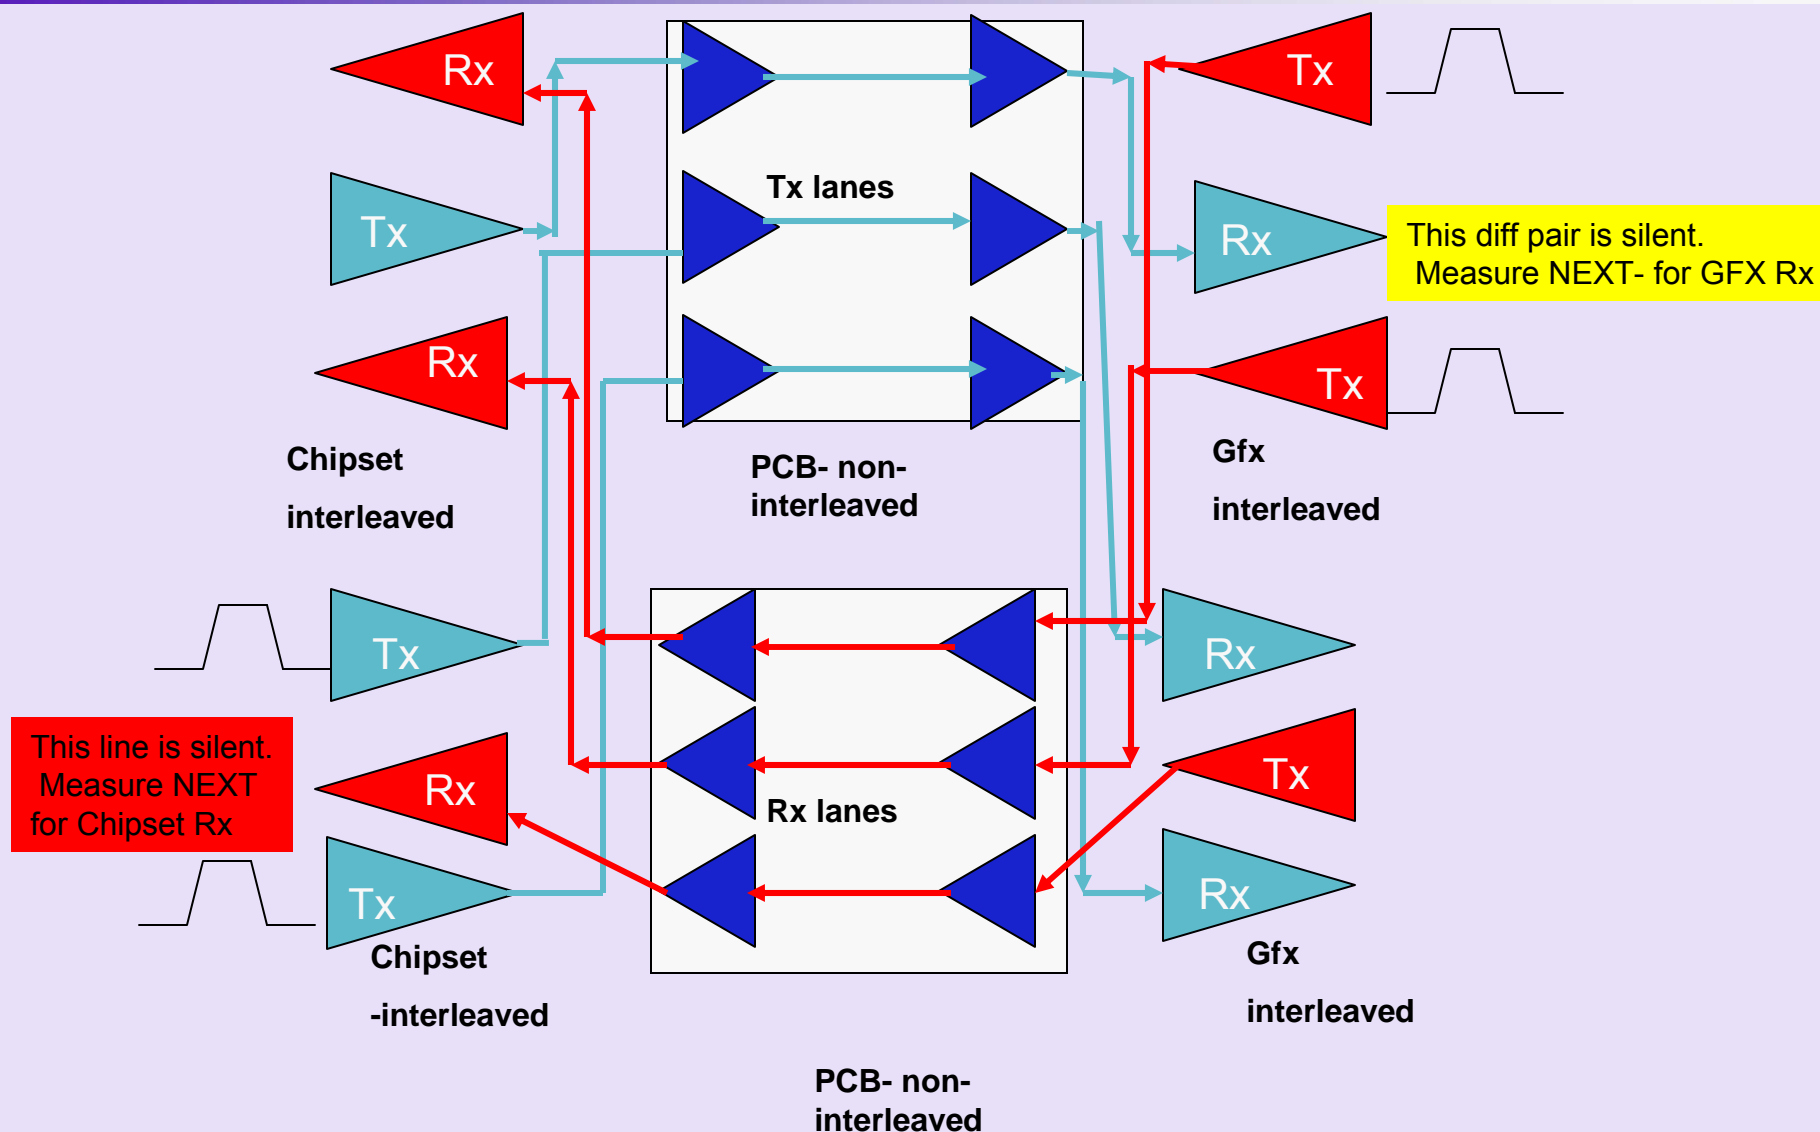 Rx
Tx
Tx lanes
Tx
Rx
This diff pair is silent.
Measure NEXT- for GFX Rx
Rx
Tx
Chipset
interleaved
PCB- non-
interleaved
Gfx
interleaved
Tx
Rx
This line is silent.
Measure NEXT
for Chipset Rx
Rx
Rx lanes
Tx
Tx
Rx
Chipset
-interleaved
Gfx
interleaved
PCB- non-
interleaved